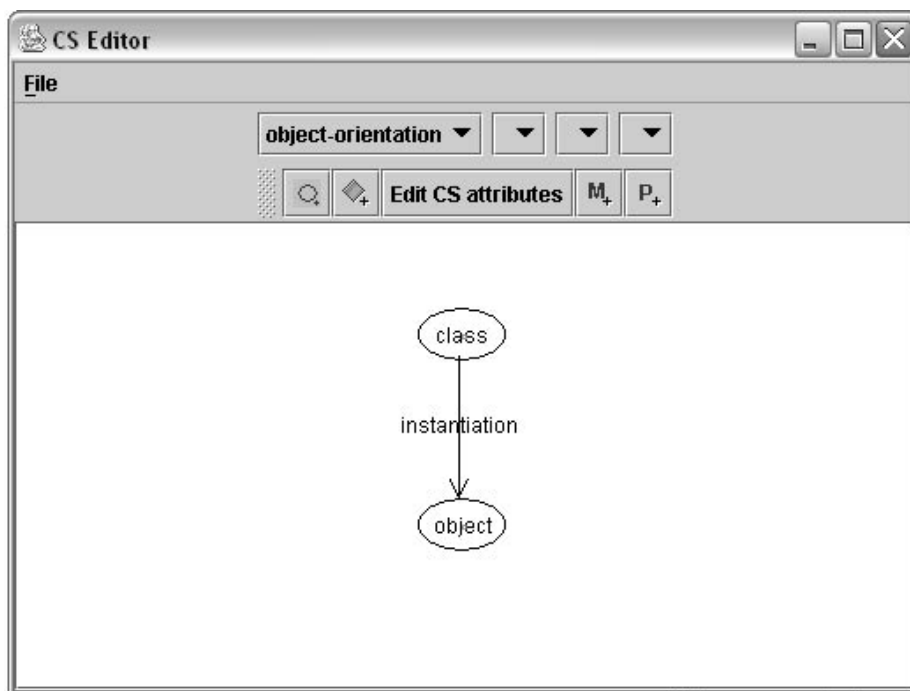 CS Editor
File
object-orientation
Edit CS attributes M+ P+
class
instantiation
object